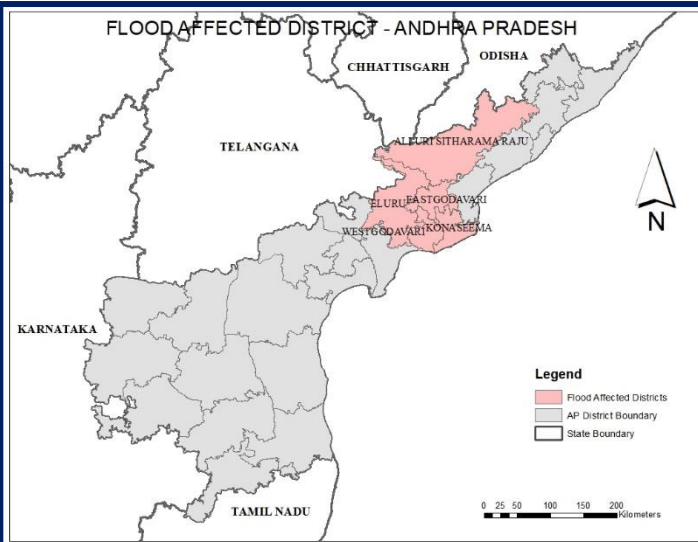 FLOOD AFFECTED DISTRICT - ANDHRA PRADESH
ODISHA
CHHATTISGARH
TELANGANA
ALLURI SITHARAMA RAJU
ELURU
EASTGODAVARI
WESTGODAVARI
KONASEEMA
N
KARNATAKA
TAMIL NADU
Legend
Flood Affected Districts
AP District Boundary
State Boundary
0 25 50 100 150 200
Kilometers